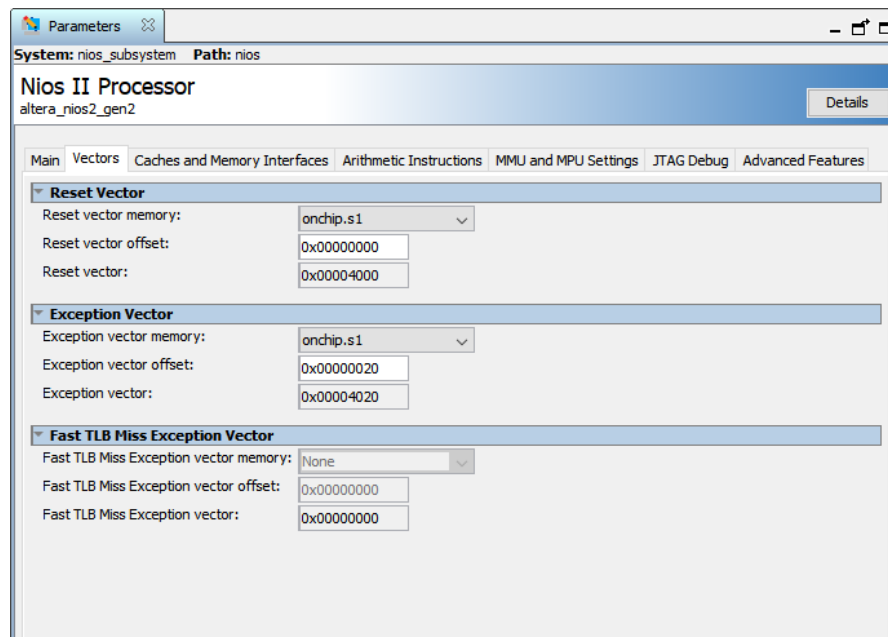 Parameters
System: nios_subsystem Path: nios
Nios II Processor
altera_nios2_gen2
Details
Main Vectors Caches and Memory Interfaces Arithmetic Instructions MMU and MPU Settings JTAG Debug Advanced Features
Reset Vector
Reset vector memory: onchip.s1
Reset vector offset: 0x00000000
Reset vector: 0x00004000
Exception Vector
Exception vector memory: onchip.s1
Exception vector offset: 0x00000020
Exception vector: 0x00004020
Fast TLB Miss Exception Vector
Fast TLB Miss Exception vector memory: None
Fast TLB Miss Exception vector offset: 0x00000000
Fast TLB Miss Exception vector: 0x00000000